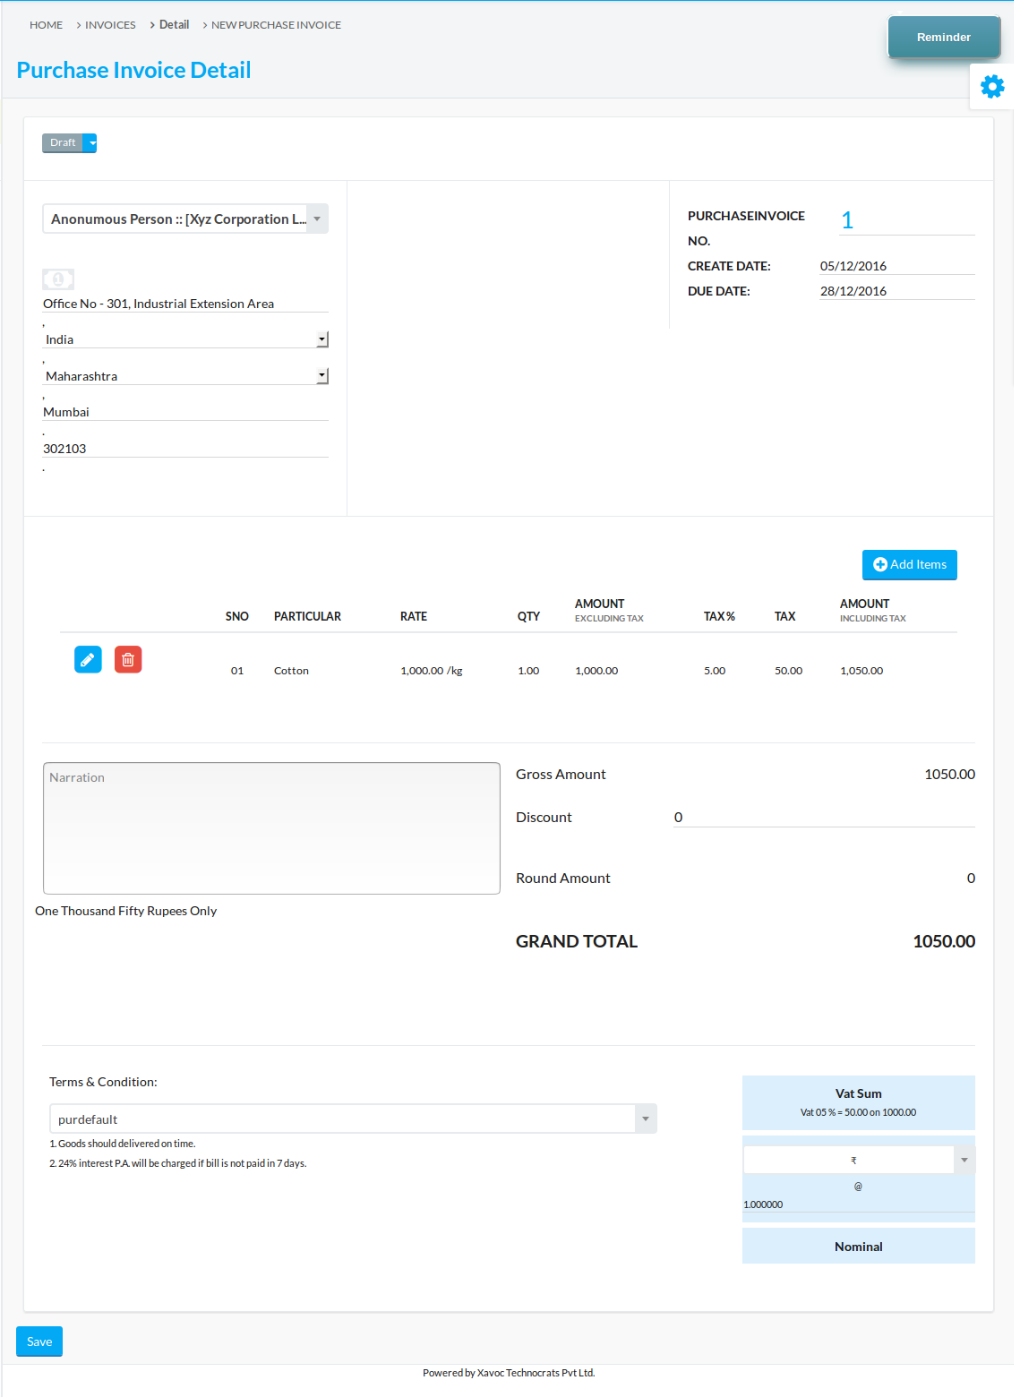 HOME > INVOICES > Detail > NEW PURCHASE INVOICE
Reminder
Purchase Invoice Detail
Draft
Anonumous Person :: [Xyz Corporation L...
PURCHASEINVOICE NO. 1
CREATE DATE: 05/12/2016
DUE DATE: 28/12/2016
1
Office No - 301, Industrial Extension Area
,
India
,
Maharashtra
,
Mumbai
.
302103
.
Add Items
SNO PARTICULAR RATE QTY AMOUNT EXCLUDING TAX TAX% TAX AMOUNT INCLUDING TAX
01 Cotton 1,000.00 /kg 1.00 1,000.00 5.00 50.00 1,050.00
Narration
Gross Amount 1050.00
Discount 0
Round Amount 0
One Thousand Fifty Rupees Only
GRAND TOTAL 1050.00
Terms & Condition:
purdefault
1. Goods should delivered on time.
2. 24% interest P.A. will be charged if bill is not paid in 7 days.
Vat Sum
Vat 05 % = 50.00 on 1000.00
₹
@
1.000000
Nominal
Save
Powered by Xavoc Technocrats Pvt Ltd.